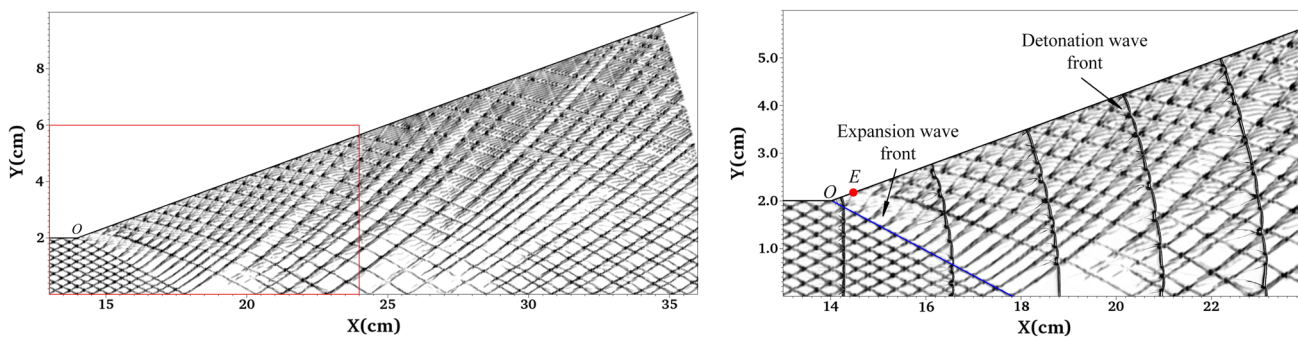 8
6
4
2
Y(cm)
O
15
20
25
30
35
X(cm)
Detonation wave
front
Expansion wave
front
E
O
5.0
4.0
3.0
2.0
1.0
Y(cm)
14
16
18
20
22
X(cm)